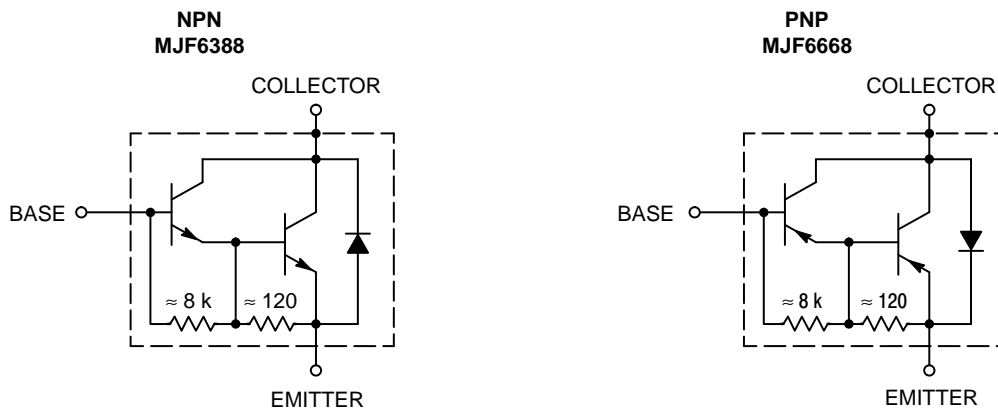 NPN
MJF6388
COLLECTOR
BASE
≈ 8 k
≈ 120
EMITTER
PNP
MJF6668
COLLECTOR
BASE
≈ 8 k
≈ 120
EMITTER